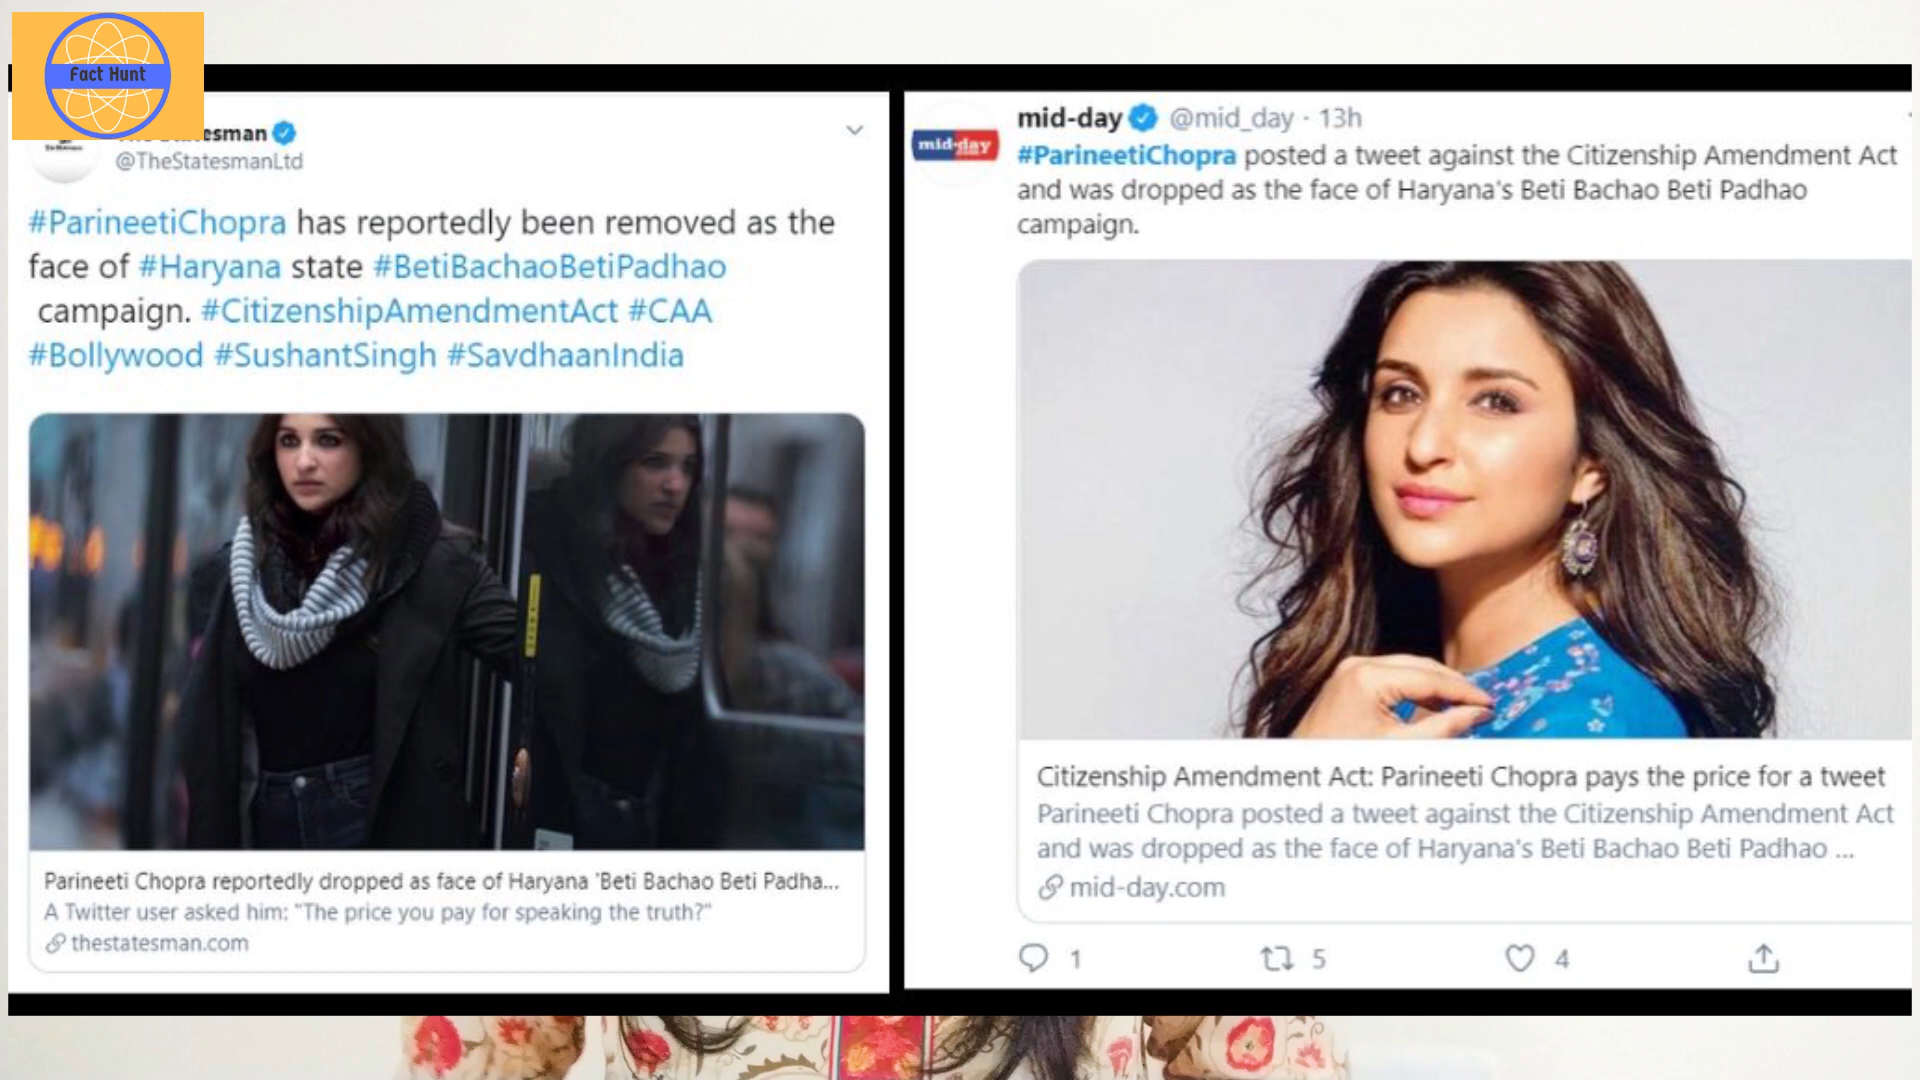 Fact Hunt
esman
@TheStatesmanLtd
#ParineetiChopra has reportedly been removed as the
face of #Haryana state #BetiBachaoBetiPadhao
campaign. #CitizenshipAmendmentAct #CAA
#Bollywood #SushantSingh #SavdhaanIndia
Parineeti Chopra reportedly dropped as face of Haryana 'Beti Bachao Beti Padha...
A Twitter user asked him: "The price you pay for speaking the truth?"
thestatesman.com
mid-day @mid_day · 13h
mid-day
#ParineetiChopra posted a tweet against the Citizenship Amendment Act
and was dropped as the face of Haryana's Beti Bachao Beti Padhao
campaign.
Citizenship Amendment Act: Parineeti Chopra pays the price for a tweet
Parineeti Chopra posted a tweet against the Citizenship Amendment Act
and was dropped as the face of Haryana's Beti Bachao Beti Padhao ...
mid-day.com
1 5 4